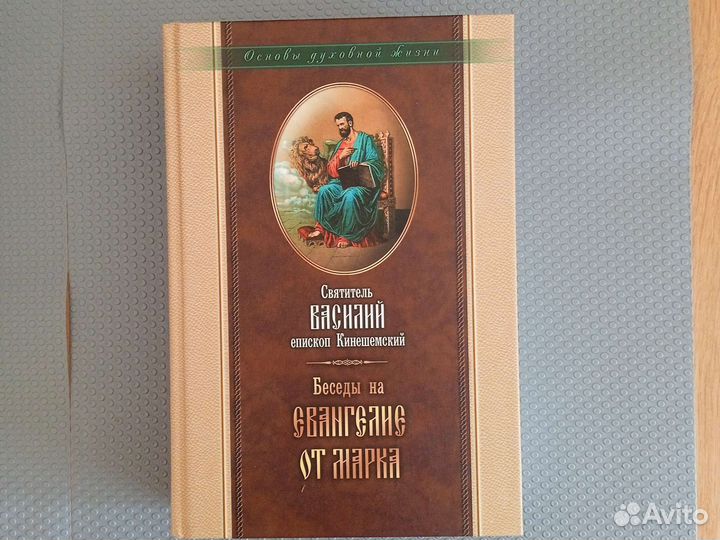 Основы духовной жизни
Святитель
ВАСИЛИЙ
епископ Кинешемский
Беседы на
ЕВАНГЕЛИЕ
ОТ МАРКА
Avito